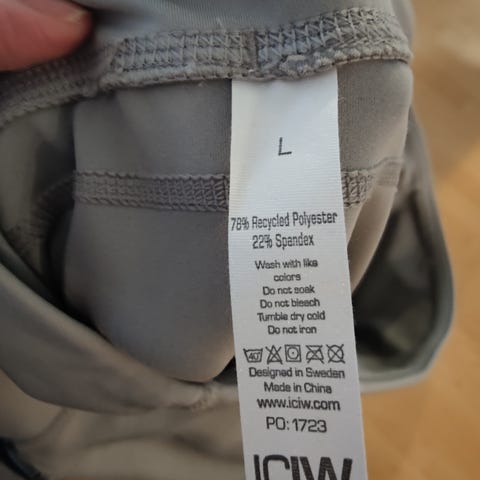 L
78% Recycled Polyester
22% Spandex
Wash with like
colors
Do not soak
Do not bleach
Tumble dry cold
Do not iron
40
Designed in Sweden
Made in China
www.iciw.com
PO: 1723
ICIW